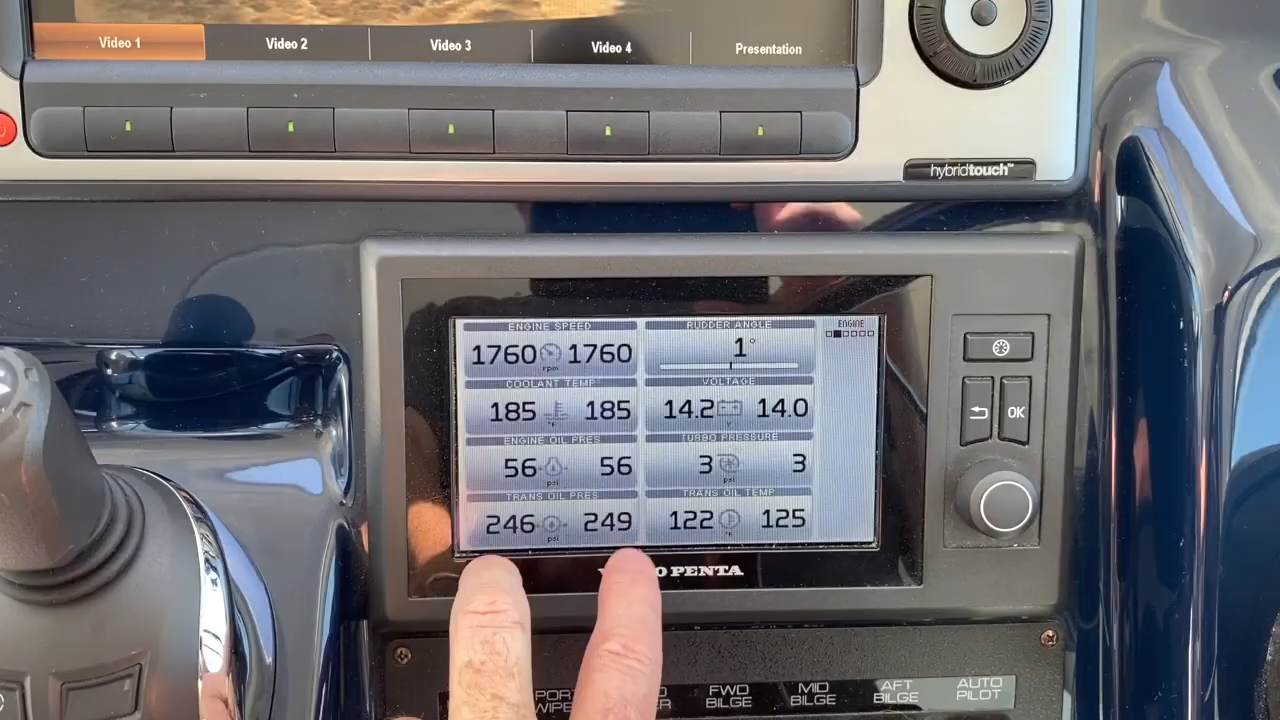 Video 1 Video 2 Video 3 Video 4 Presentation
hybridtouch™
ENGINE SPEED RUDDER ANGLE ENGINE
1760 rpm 1760 1°
COOLANT TEMP VOLTAGE
185 °F 185 14.2 V 14.0
ENGINE OIL PRES TURBO PRESSURE
56 psi 56 3 psi 3
TRANS OIL PRES TRANS OIL TEMP
246 psi 249 122 °F 125
OK
PENTA
PORT FWD MID AFT AUTO
BILGE BILGE BILGE PILOT